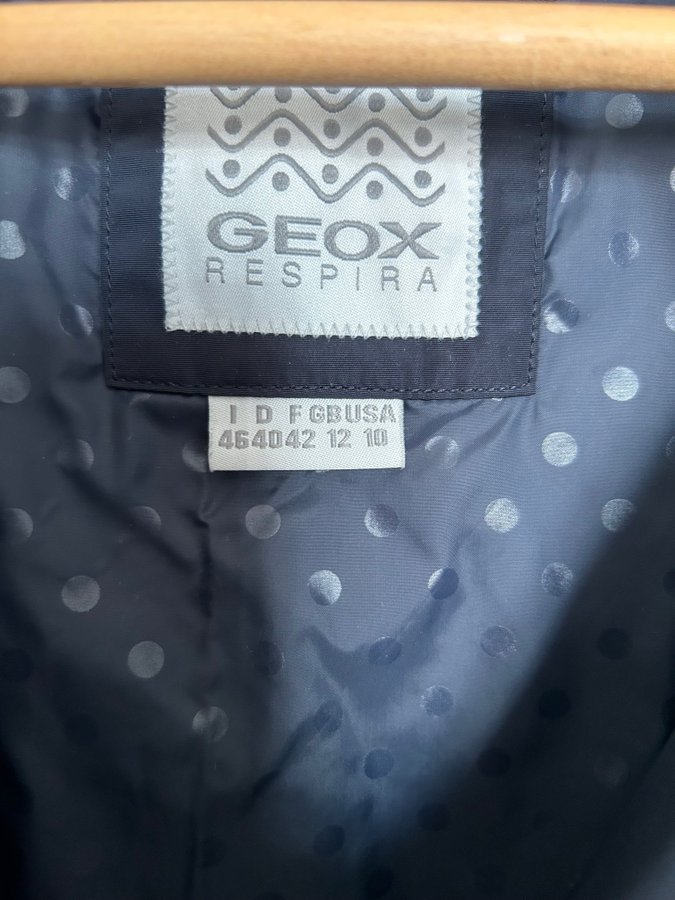 GEOX
RESPIRA
I D F GB USA
46 40 42 12 10